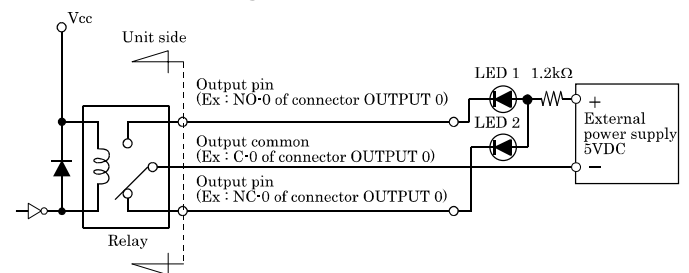 Vcc
Unit side
LED 1 1.2kΩ
Output pin
(Ex : NO-0 of connector OUTPUT 0)
LED 2
+
External
power supply
5VDC
Output common
(Ex : C-0 of connector OUTPUT 0)
−
Output pin
(Ex : NC-0 of connector OUTPUT 0)
Relay